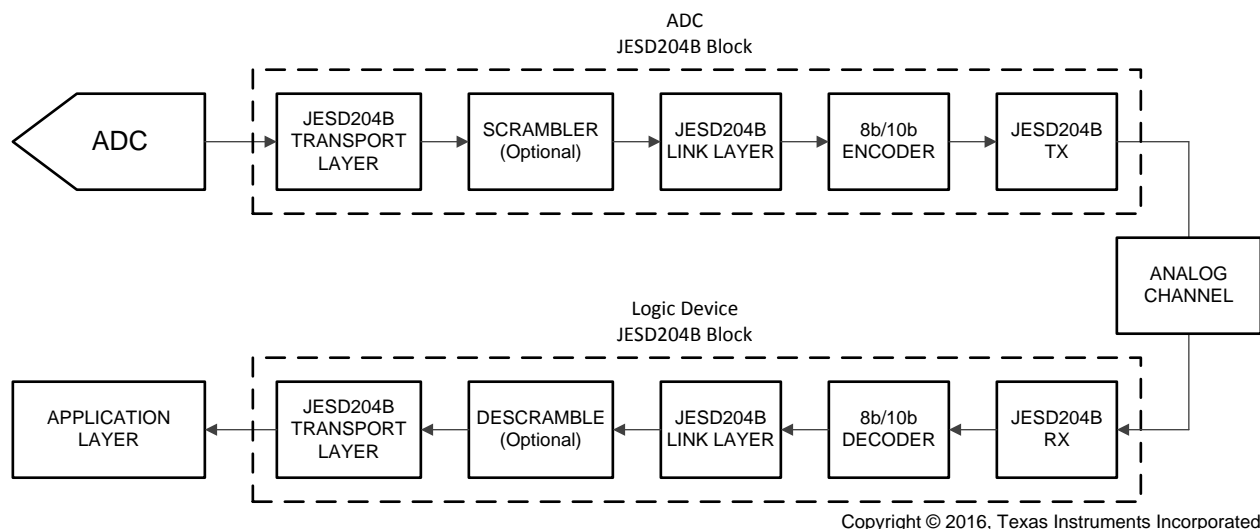 ADC
JESD204B Block
ADC
JESD204B
TRANSPORT
LAYER
SCRAMBLER
(Optional)
JESD204B
LINK LAYER
8b/10b
ENCODER
JESD204B
TX
ANALOG
CHANNEL
Logic Device
JESD204B Block
APPLICATION
LAYER
JESD204B
TRANSPORT
LAYER
DESCRAMBLE
(Optional)
JESD204B
LINK LAYER
8b/10b
DECODER
JESD204B
RX
Copyright © 2016, Texas Instruments Incorporated